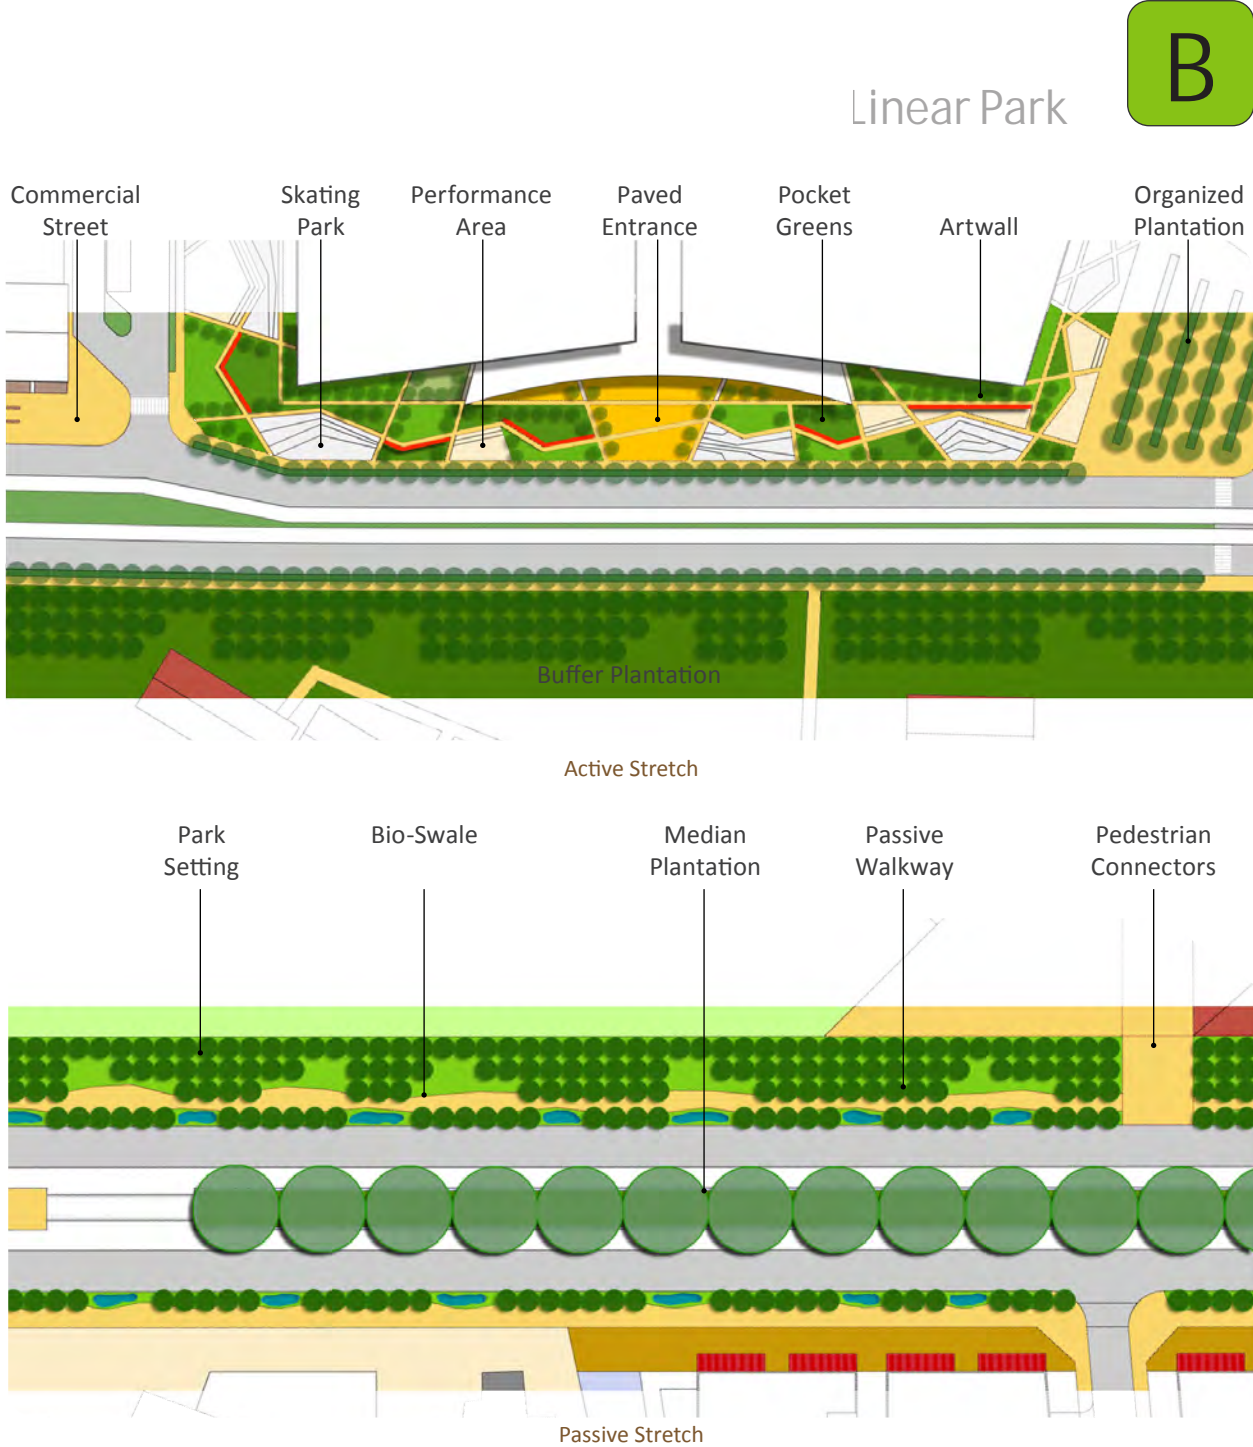 B
Linear Park
Commercial
Street
Skating
Park
Performance
Area
Paved
Entrance
Pocket
Greens
Artwall
Organized
Plantation
Buffer Plantation
Active Stretch
Park
Setting
Bio-Swale
Median
Plantation
Passive
Walkway
Pedestrian
Connectors
Passive Stretch